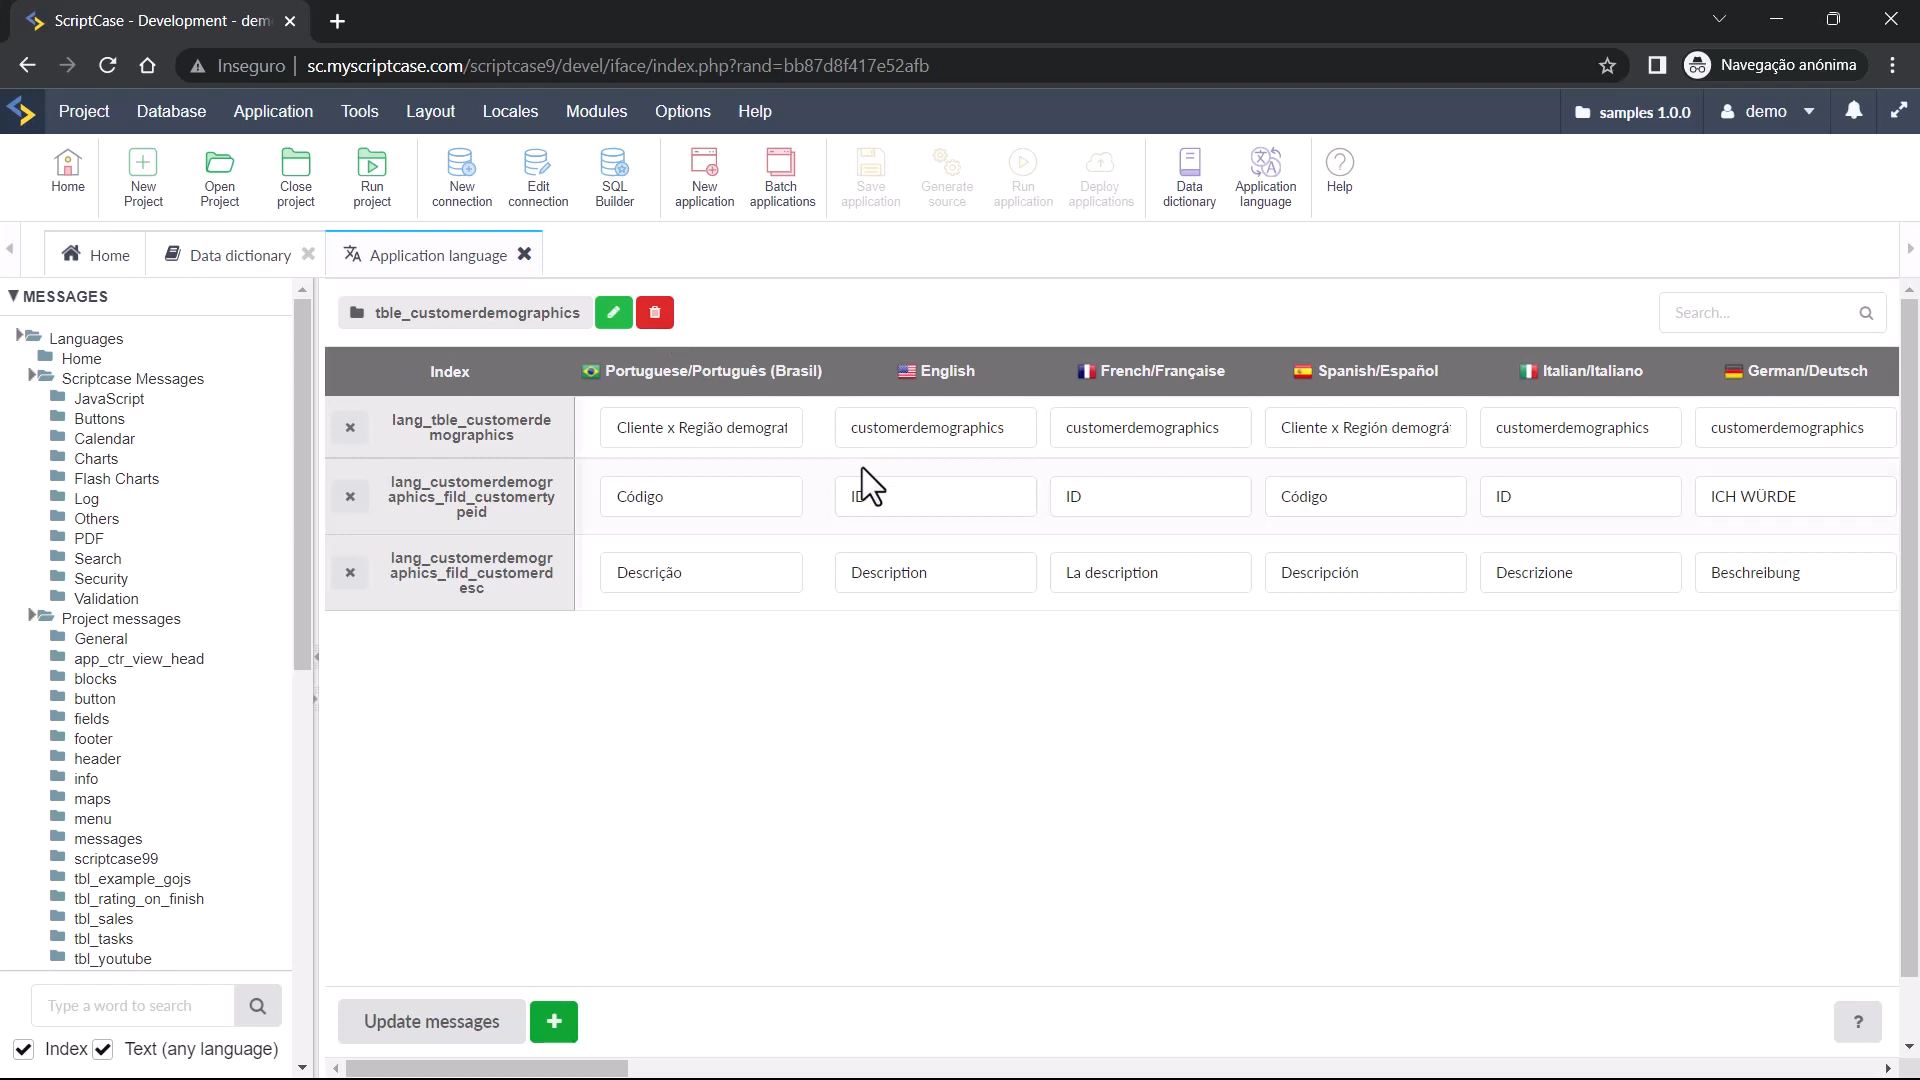 ScriptCase - Development - dem
Inseguro
sc.myscriptcase.com/scriptcase9/devel/iface/index.php?rand=bb87d8f417e52afb
Navegação anónima
Project Database Application Tools Layout Locales Modules Options Help
samples 1.0.0 demo
Home
New Project
Open Project
Close project
Run project
New connection
Edit connection
SQL Builder
New application
Batch applications
Save application
Generate source
Run application
Deploy applications
Data dictionary
Application language
Help
Home
Data dictionary
Application language
MESSAGES
Languages
Home
Scriptcase Messages
JavaScript
Buttons
Calendar
Charts
Flash Charts
Log
Others
PDF
Search
Security
Validation
Project messages
General
app_ctr_view_head
blocks
button
fields
footer
header
info
maps
menu
messages
scriptcase99
tbl_example_gojs
tbl_rating_on_finish
tbl_sales
tbl_tasks
tbl_youtube
Type a word to search
Index Text (any language)
tble_customerdemographics
Search...
Index Portuguese/Português (Brasil) English French/Française Spanish/Español Italian/Italiano German/Deutsch
lang_tble_customerde
mographics
Cliente x Região demograf customerdemographics customerdemographics Cliente x Región demográf customerdemographics customerdemographics
lang_customerdemogr
aphics_fild_customerty
peid
Código ID ID Código ID ICH WÜRDE
lang_customerdemogr
aphics_fild_customerd
esc
Descrição Description La description Descripción Descrizione Beschreibung
Update messages
+
?